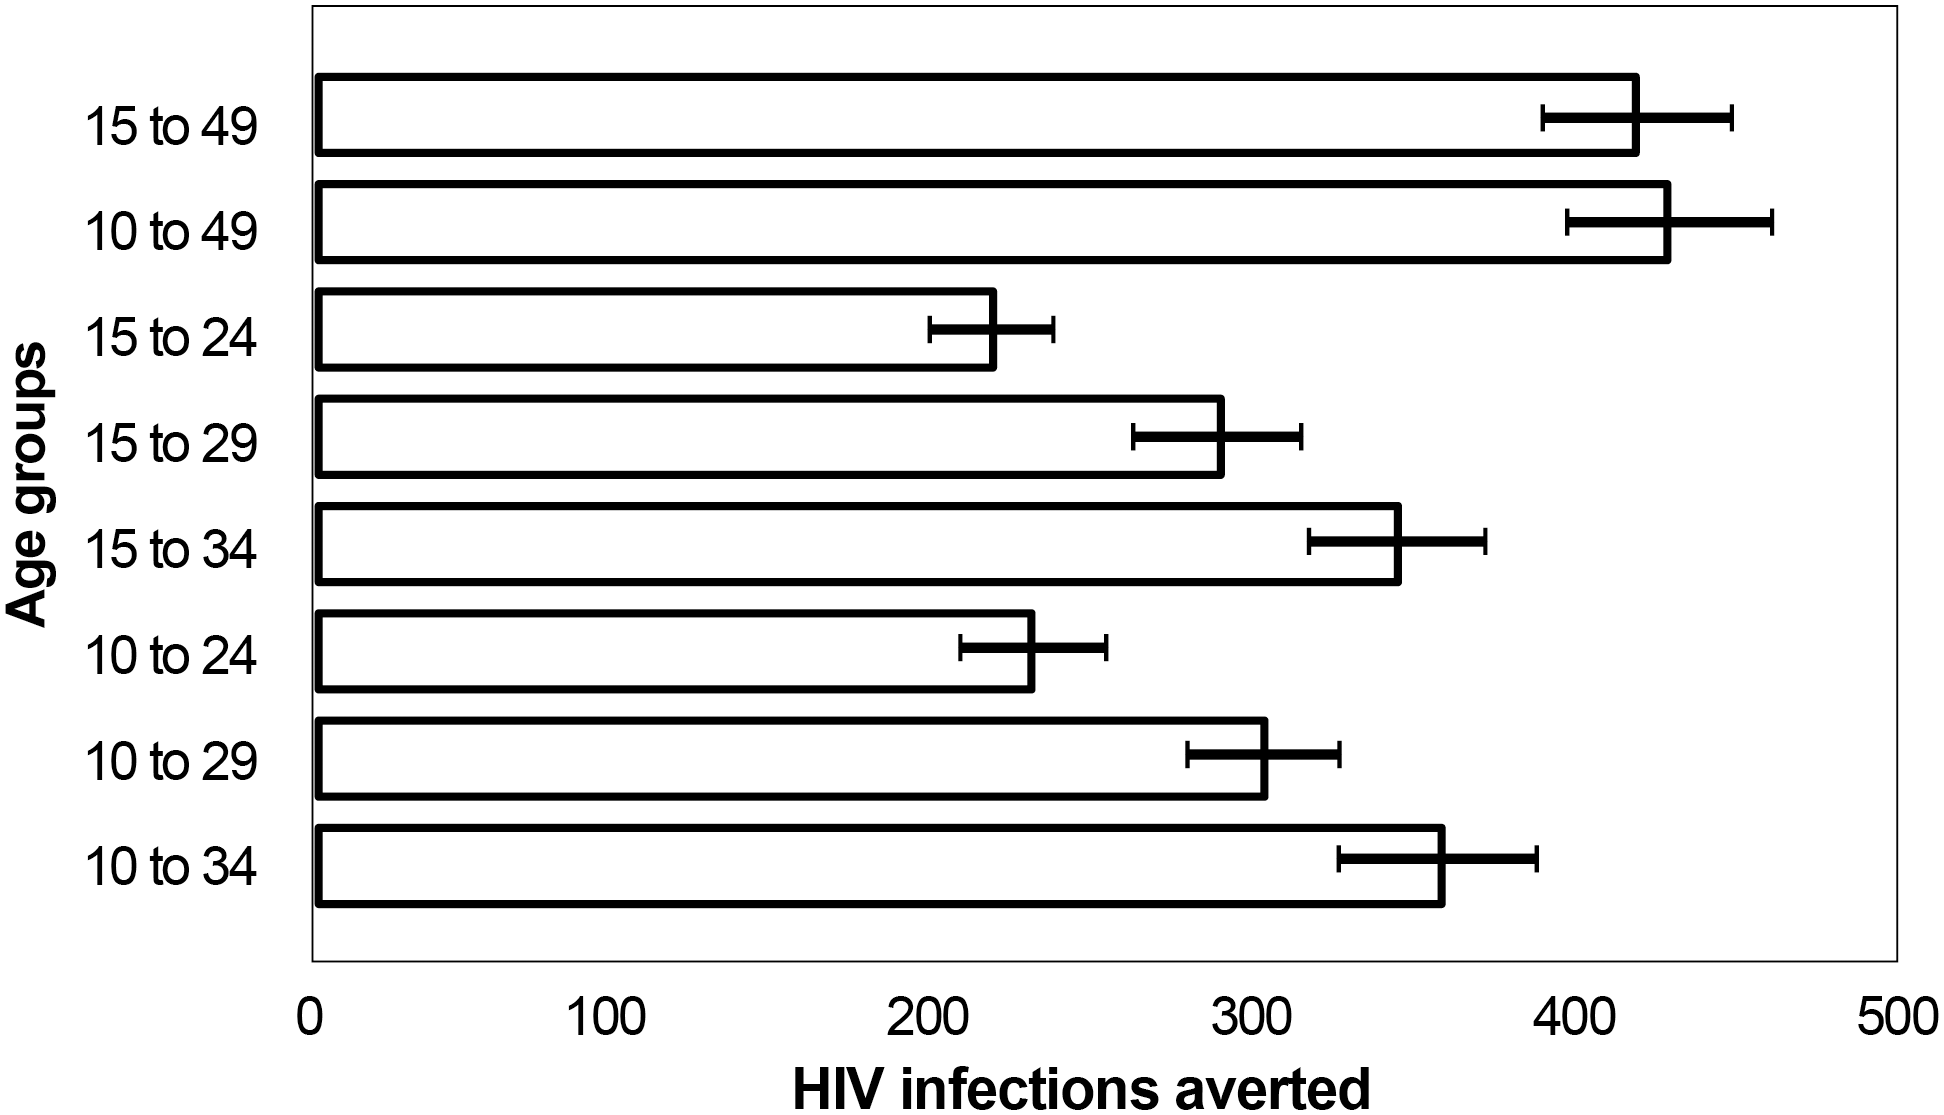 15 to 49
10 to 49
15 to 24
15 to 29
15 to 34
10 to 24
10 to 29
10 to 34
Age groups
0 100 200 300 400 500
HIV infections averted